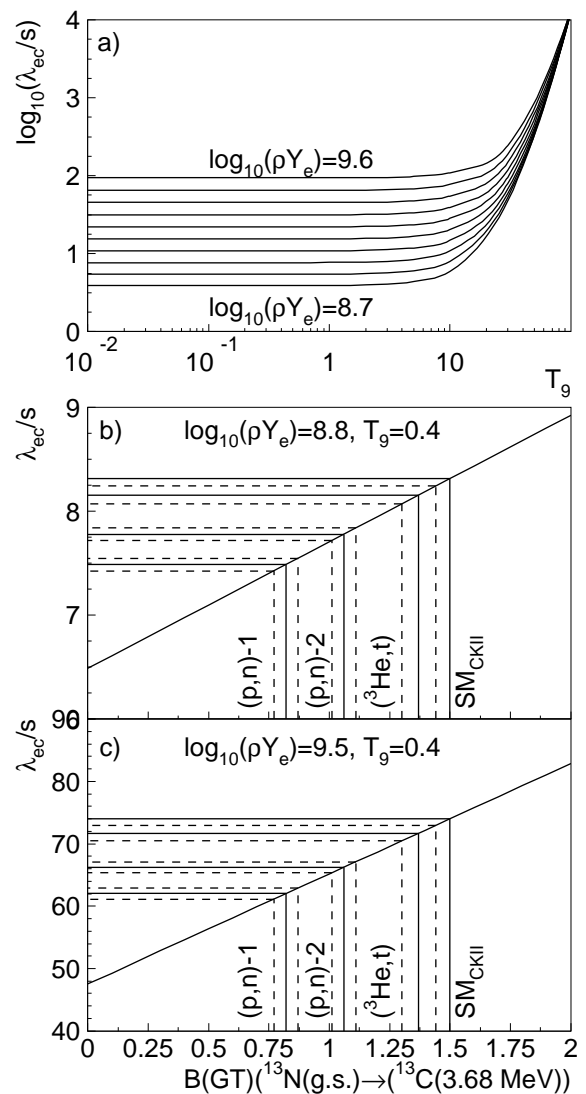 a)
log₁₀(λec/s)
4
3
2
1
0
log₁₀(ρYₑ)=9.6
log₁₀(ρYₑ)=8.7
10⁻² 10⁻¹ 1 10
T₉
b)
log₁₀(ρYₑ)=8.8, T₉=0.4
λec/s
9
8
7
6
(p,n)-1
(p,n)-2
(³He,t)
SM_CKII
c)
log₁₀(ρYₑ)=9.5, T₉=0.4
λec/s
90
80
70
60
50
40
(p,n)-1
(p,n)-2
(³He,t)
SM_CKII
0 0.25 0.5 0.75 1 1.25 1.5 1.75 2
B(GT)(¹³N(g.s.)→(¹³C(3.68 MeV))